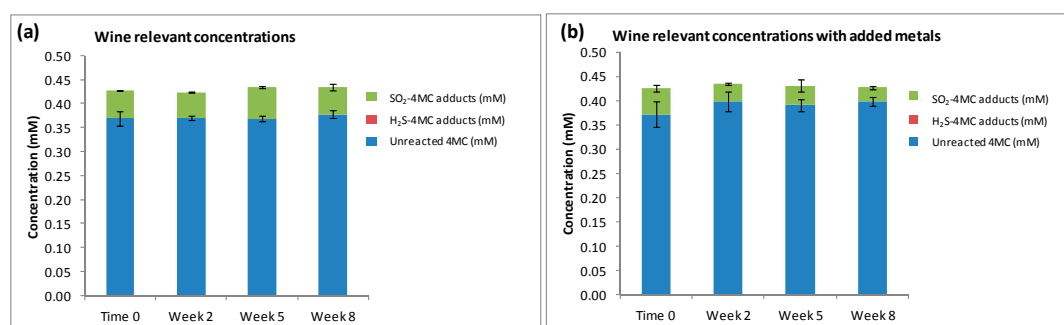 (a)
Wine relevant concentrations
0.50
0.45
0.40
0.35
0.30
0.25
0.20
0.15
0.10
0.05
0.00
Concentration (mM)
Time 0 Week 2 Week 5 Week 8
SO₂-4MC adducts (mM)
H₂S-4MC adducts (mM)
Unreacted 4MC (mM)
(b)
Wine relevant concentrations with added metals
0.50
0.45
0.40
0.35
0.30
0.25
0.20
0.15
0.10
0.05
0.00
Concentration (mM)
Time 0 Week 2 Week 5 Week 8
SO₂-4MC adducts (mM)
H₂S-4MC adducts (mM)
Unreacted 4MC (mM)